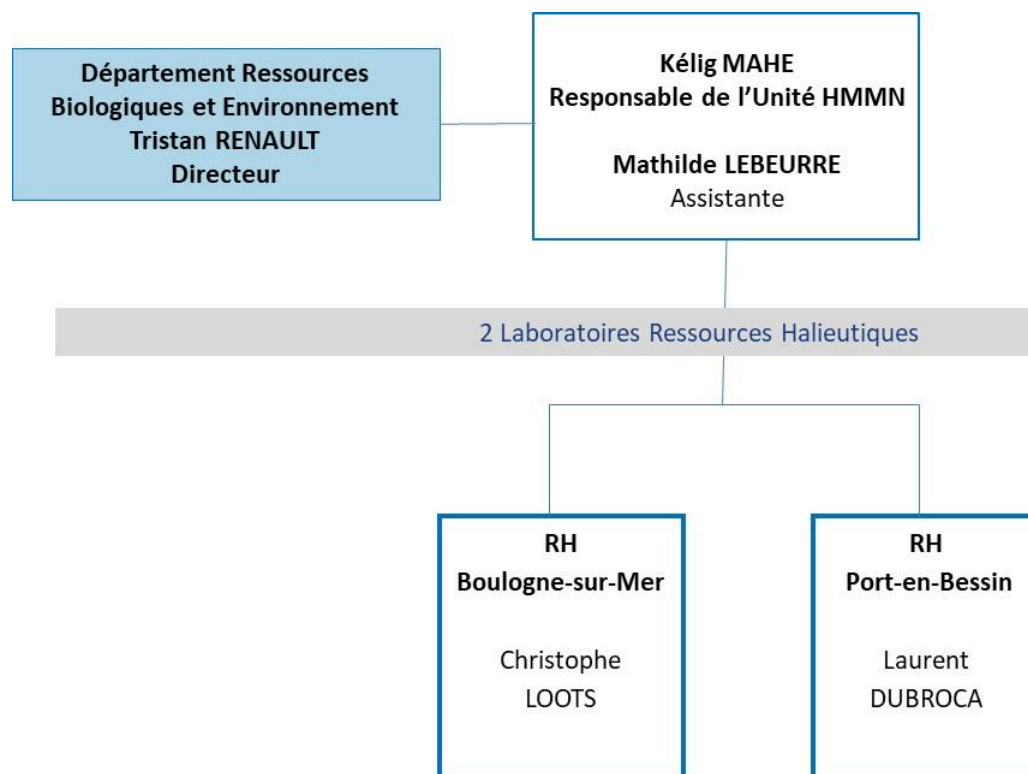 Département Ressources
Biologiques et Environnement
Tristan RENAULT
Directeur
Kélig MAHE
Responsable de l'Unité HMMN
Mathilde LEBEURRE
Assistante
2 Laboratoires Ressources Halieutiques
RH
Boulogne-sur-Mer
Christophe
LOOTS
RH
Port-en-Bessin
Laurent
DUBROCA